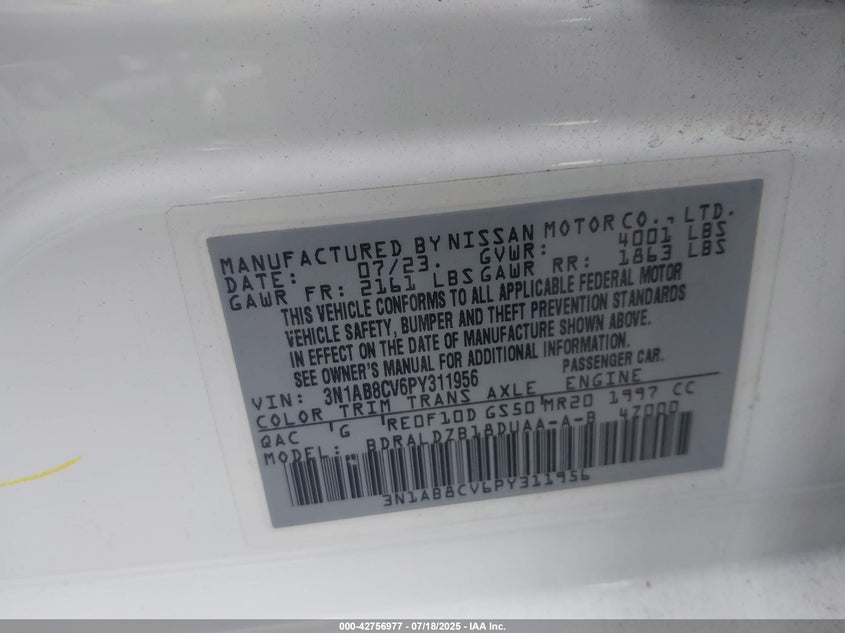 MANUFACTURED BY NISSAN MOTOR CO., LTD.
DATE: 07/23. GVWR: 4001 LBS
GAWR FR: 2161 LBS GAWR RR: 1863 LBS
THIS VEHICLE CONFORMS TO ALL APPLICABLE FEDERAL MOTOR
VEHICLE SAFETY, BUMPER AND THEFT PREVENTION STANDARDS
IN EFFECT ON THE DATE OF MANUFACTURE SHOWN ABOVE.
SEE OWNER'S MANUAL FOR ADDITIONAL INFORMATION.
VIN: 3N1AB8CV6PY311956 PASSENGER CAR.
COLOR TRIM TRANS AXLE ENGINE
QAC 'G 'RE0F10D GS50'MR20 1997 CC
MODEL: BDRALDZB18DUAA-A-B 4Z000
3N1AB8CV6PY311956
000-42756977 - 07/18/2025 - IAA Inc.